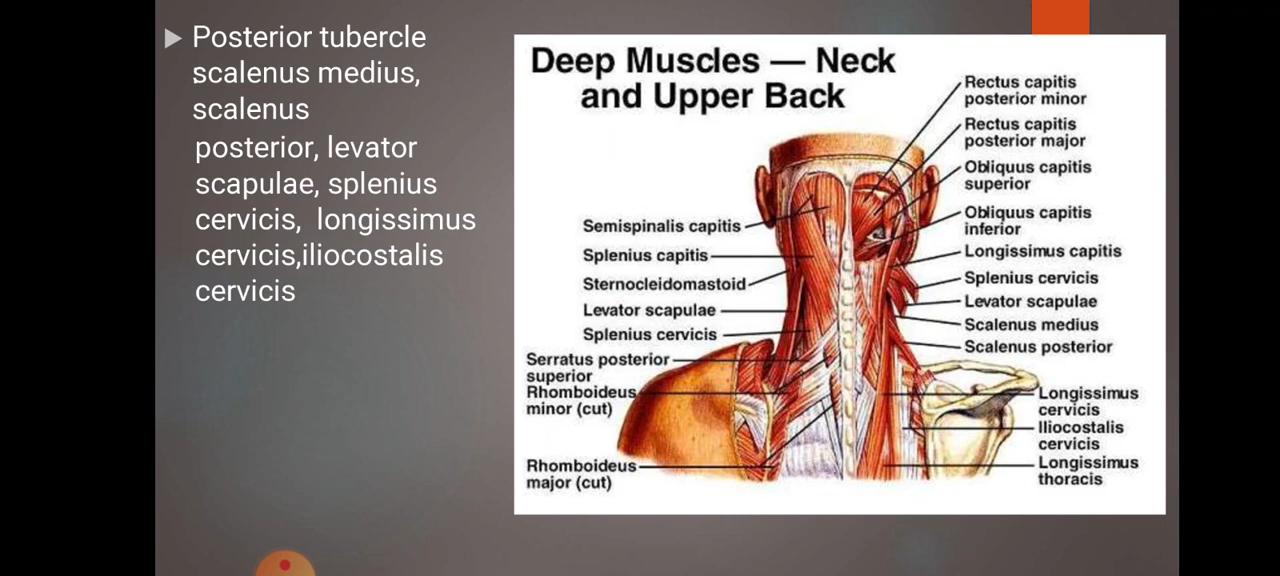 Posterior tubercle
scalenus medius,
scalenus
posterior, levator
scapulae, splenius
cervicis, longissimus
cervicis,iliocostalis
cervicis
Deep Muscles — Neck
and Upper Back
Semispinalis capitis
Splenius capitis
Sternocleidomastoid
Levator scapulae
Splenius cervicis
Serratus posterior
superior
Rhomboideus
minor (cut)
Rhomboideus
major (cut)
Rectus capitis
posterior minor
Rectus capitis
posterior major
Obliquus capitis
superior
Obliquus capitis
inferior
Longissimus capitis
Splenius cervicis
Levator scapulae
Scalenus medius
Scalenus posterior
Longissimus
cervicis
Iliocostalis
cervicis
Longissimus
thoracis